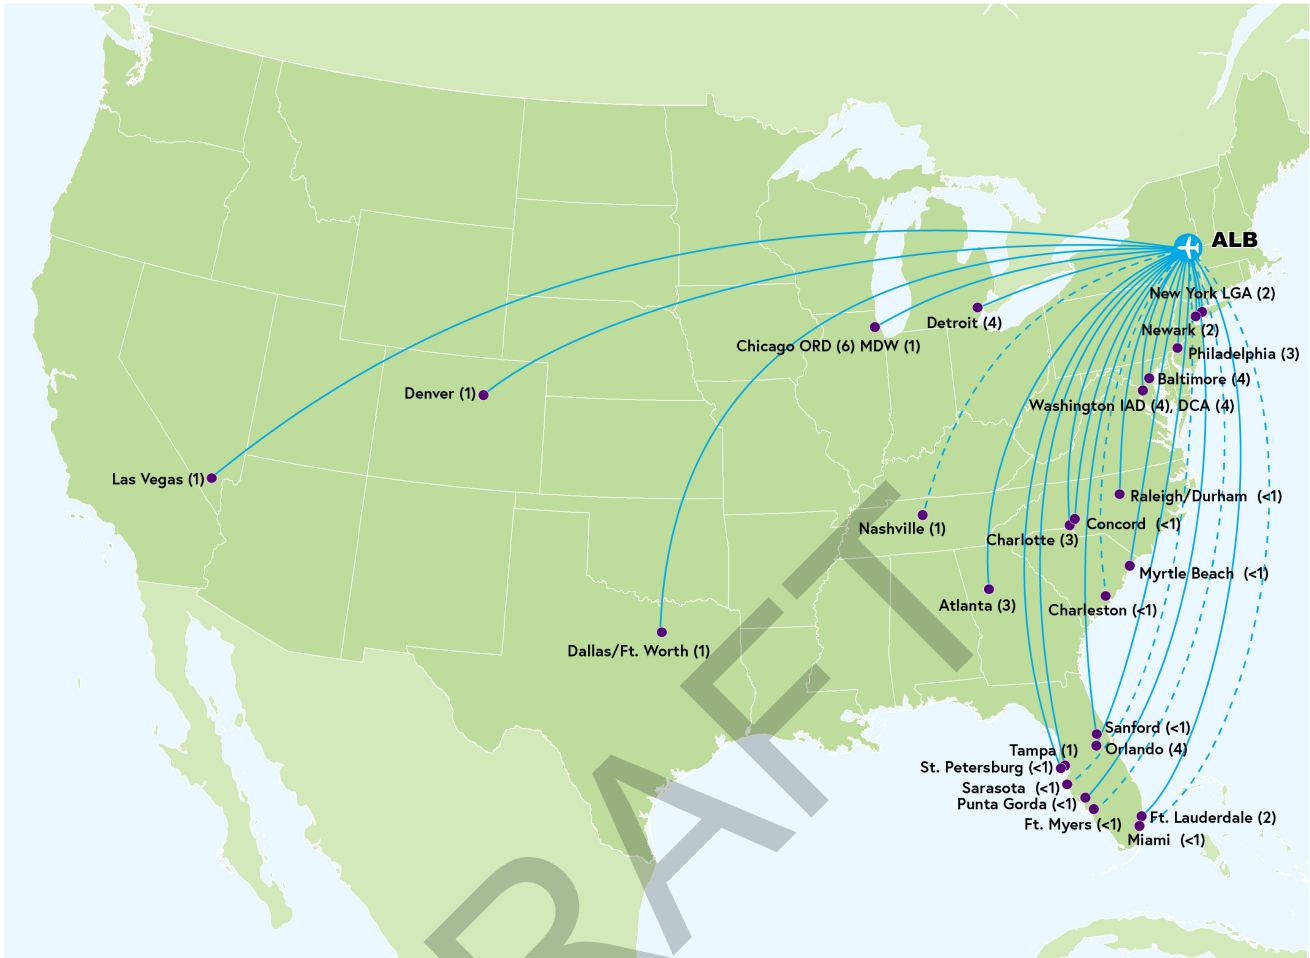 ALB
New York LGA (2)
Newark (2)
Detroit (4)
Chicago ORD (6) MDW (1)
Philadelphia (3)
Baltimore (4)
Denver (1)
Washington IAD (4), DCA (4)
Las Vegas (1)
Raleigh/Durham (<1)
Nashville (1)
Concord (<1)
Charlotte (3)
Myrtle Beach (<1)
Atlanta (3)
Charleston (<1)
Dallas/Ft. Worth (1)
Sanford (<1)
Tampa (1)
Orlando (4)
St. Petersburg (<1)
Sarasota (<1)
Punta Gorda (<1)
Ft. Myers (<1)
Ft. Lauderdale (2)
Miami (<1)
RAFT